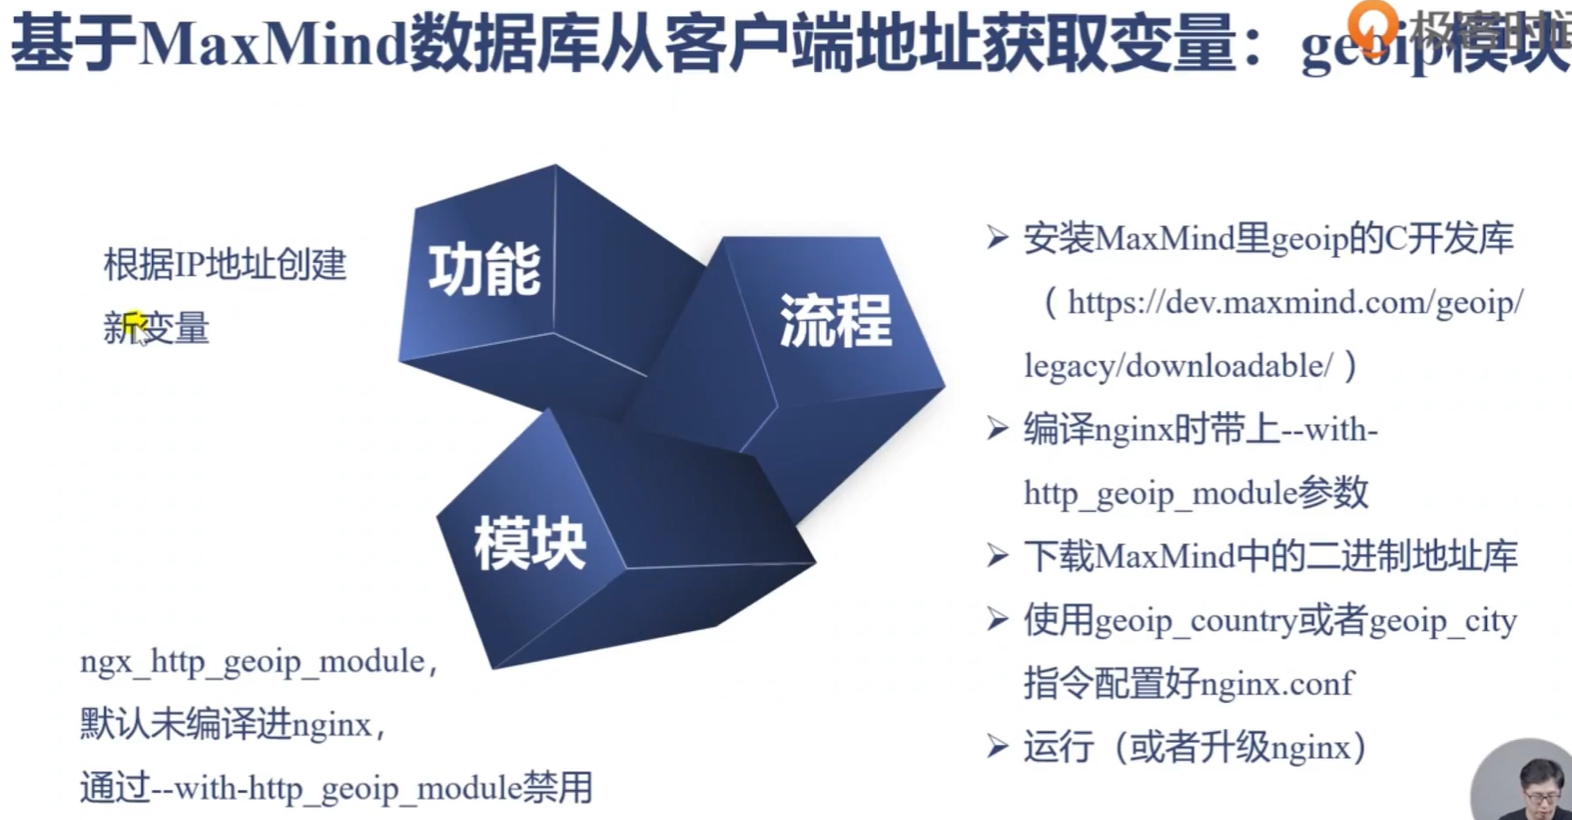 基于MaxMind数据库从客户端地址获取变量：geoip模块
极客时间
根据IP地址创建
新变量
功能
流程
模块
ngx_http_geoip_module，
默认未编译进nginx，
通过--with-http_geoip_module禁用
➢ 安装MaxMind里geoip的C开发库
（ https://dev.maxmind.com/geoip/
legacy/downloadable/ ）
➢ 编译nginx时带上--with-
http_geoip_module参数
➢ 下载MaxMind中的二进制地址库
➢ 使用geoip_country或者geoip_city
指令配置好nginx.conf
➢ 运行（或者升级nginx）